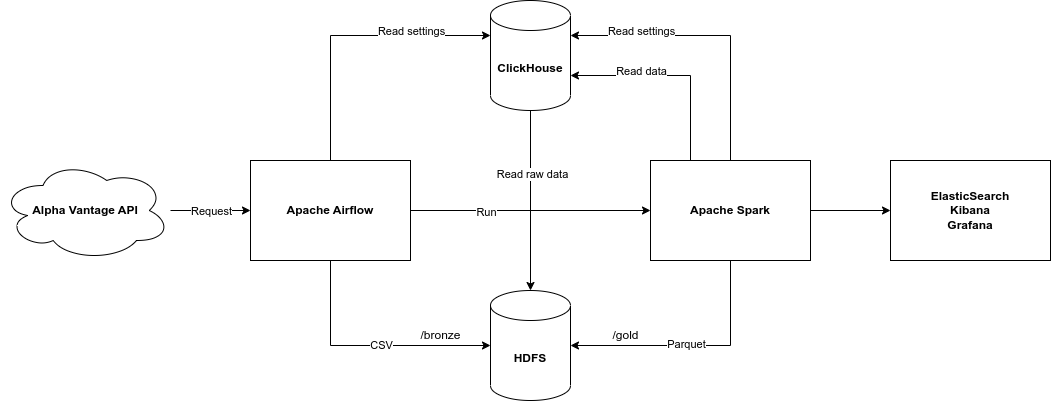 Read settings
Read settings
ClickHouse
Read data
Read raw data
Alpha Vantage API
Request
Apache Airflow
Run
Apache Spark
ElasticSearch
Kibana
Grafana
/bronze
CSV
HDFS
/gold
Parquet